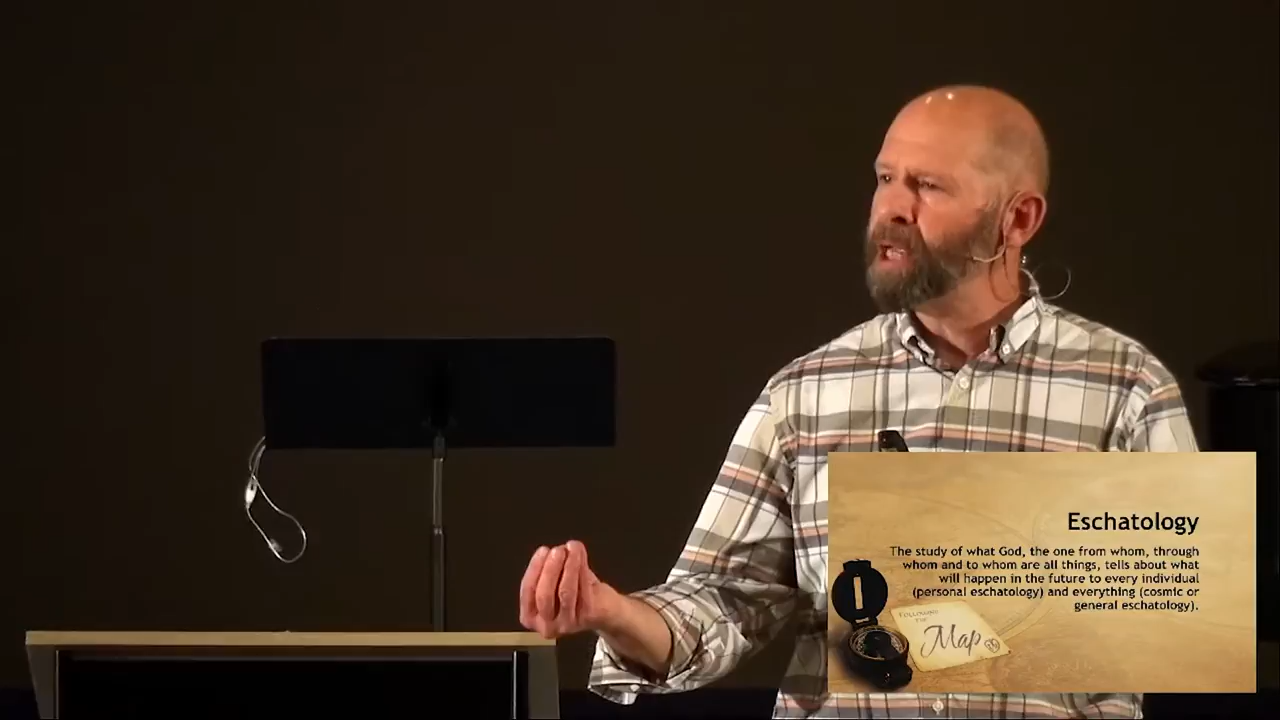 Eschatology
The study of what God, the one from whom, through
whom and to whom are all things, tells about what
will happen in the future to every individual
(personal eschatology) and everything (cosmic or
general eschatology).
FOLLOWING
THE
Map